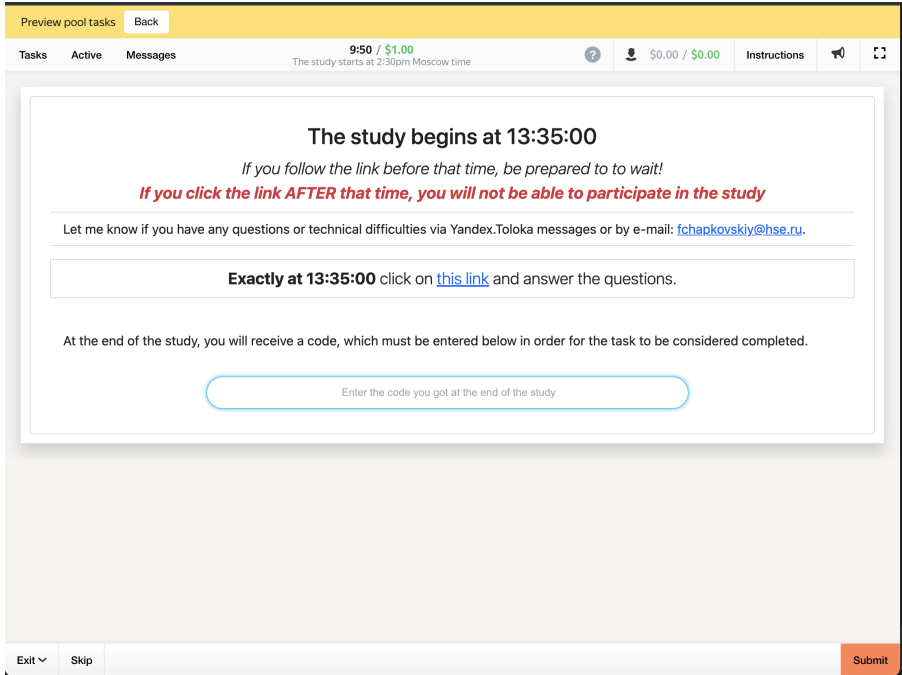 Preview pool tasks Back
Tasks Active Messages 9:50 / $1.00 ? $0.00 / $0.00 Instructions
The study starts at 2:30pm Moscow time
The study begins at 13:35:00
If you follow the link before that time, be prepared to to wait!
If you click the link AFTER that time, you will not be able to participate in the study
Let me know if you have any questions or technical difficulties via Yandex.Toloka messages or by e-mail: fchapkovskiy@hse.ru.
Exactly at 13:35:00 click on this link and answer the questions.
At the end of the study, you will receive a code, which must be entered below in order for the task to be considered completed.
Enter the code you got at the end of the study
Exit Skip Submit